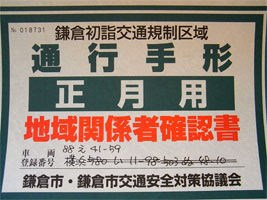 № 018731
鎌倉初詣交通規制区域
通行手形
正月用
地域関係者確認書
車両
登録番号
鎌倉市・鎌倉市交通安全対策協議会